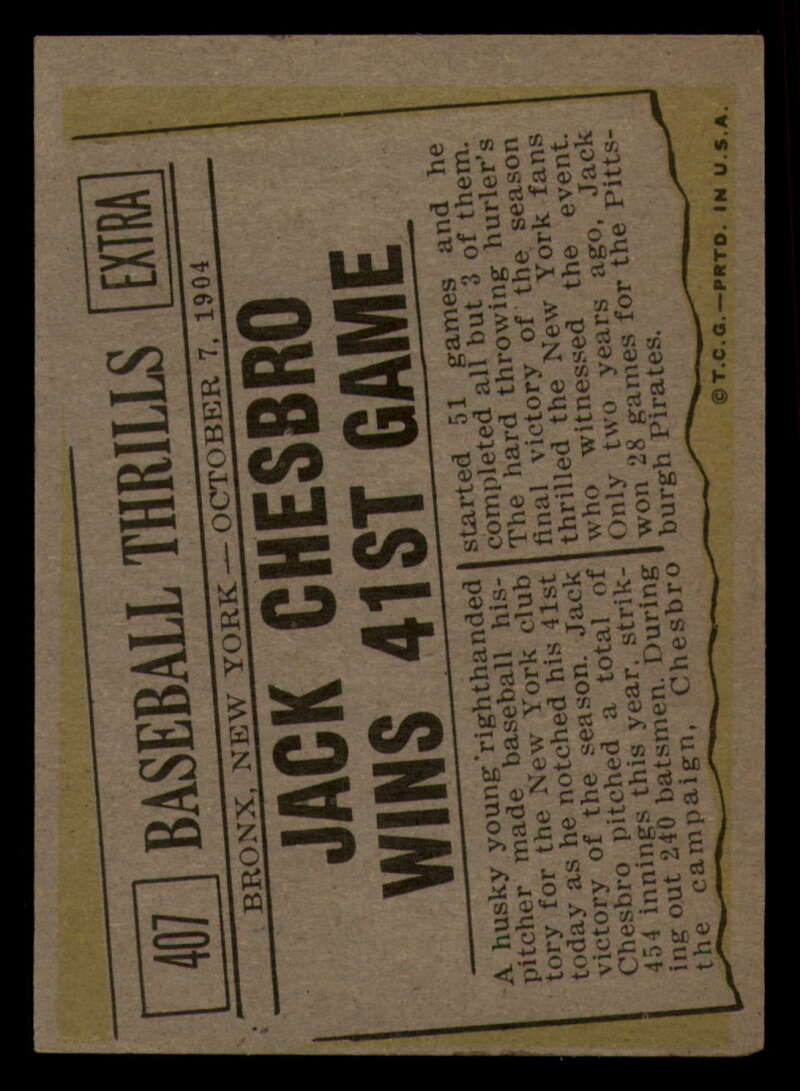 407
BASEBALL THRILLS
EXTRA
BRONX, NEW YORK—OCTOBER 7, 1904
JACK CHESBRO
WINS 41ST GAME
A husky young righthanded
pitcher made baseball his-
tory for the New York club
today as he notched his 41st
victory of the season. Jack
Chesbro pitched a total of
454 innings this year, strik-
ing out 240 batsmen. During
the campaign, Chesbro
started 51 games and he
completed all but 3 of them.
The hard throwing hurler's
final victory of the season
thrilled the New York fans
who witnessed the event.
Only two years ago, Jack
won 28 games for the Pitts-
burgh Pirates.
©T.C.G.—PRTD. IN U.S.A.